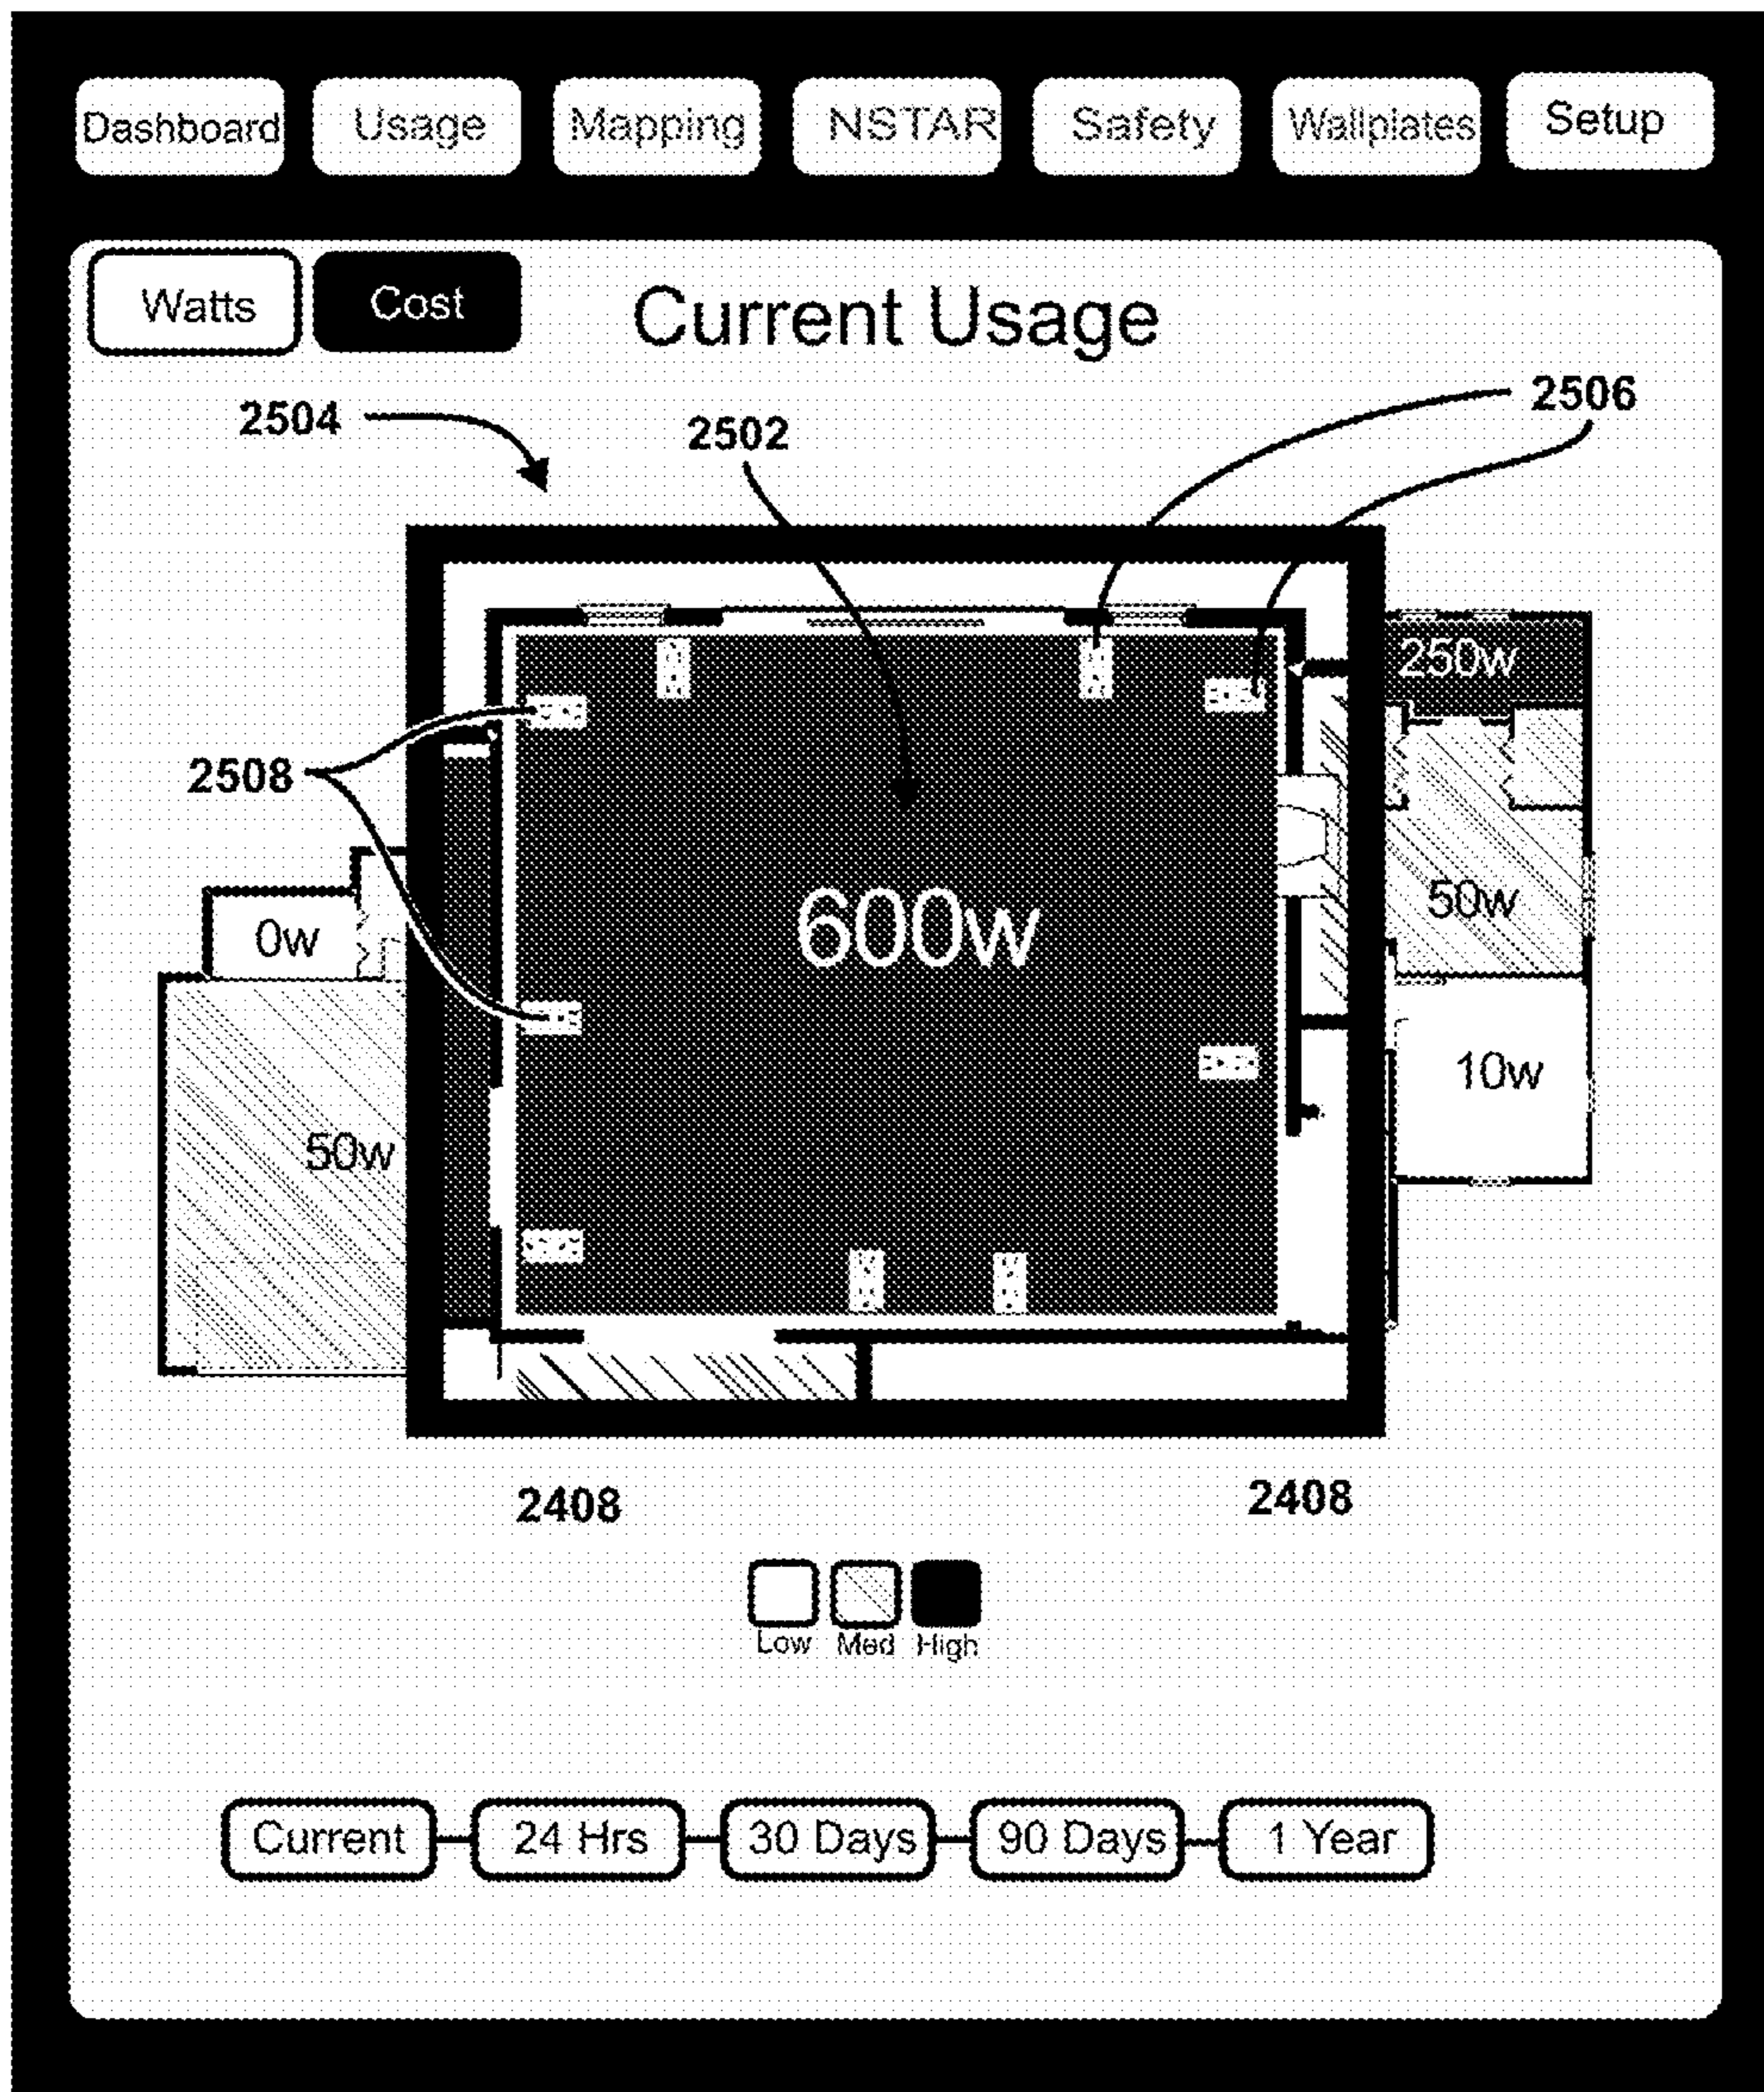 Dashboard Usage Mapping NSTAR Safety Wallplates Setup
Watts Cost Current Usage
2504 2502 2506
250w
2508
600w
50w
0w
10w
50w
2408 2408
Low Med High
Current 24 Hrs 30 Days 90 Days 1 Year